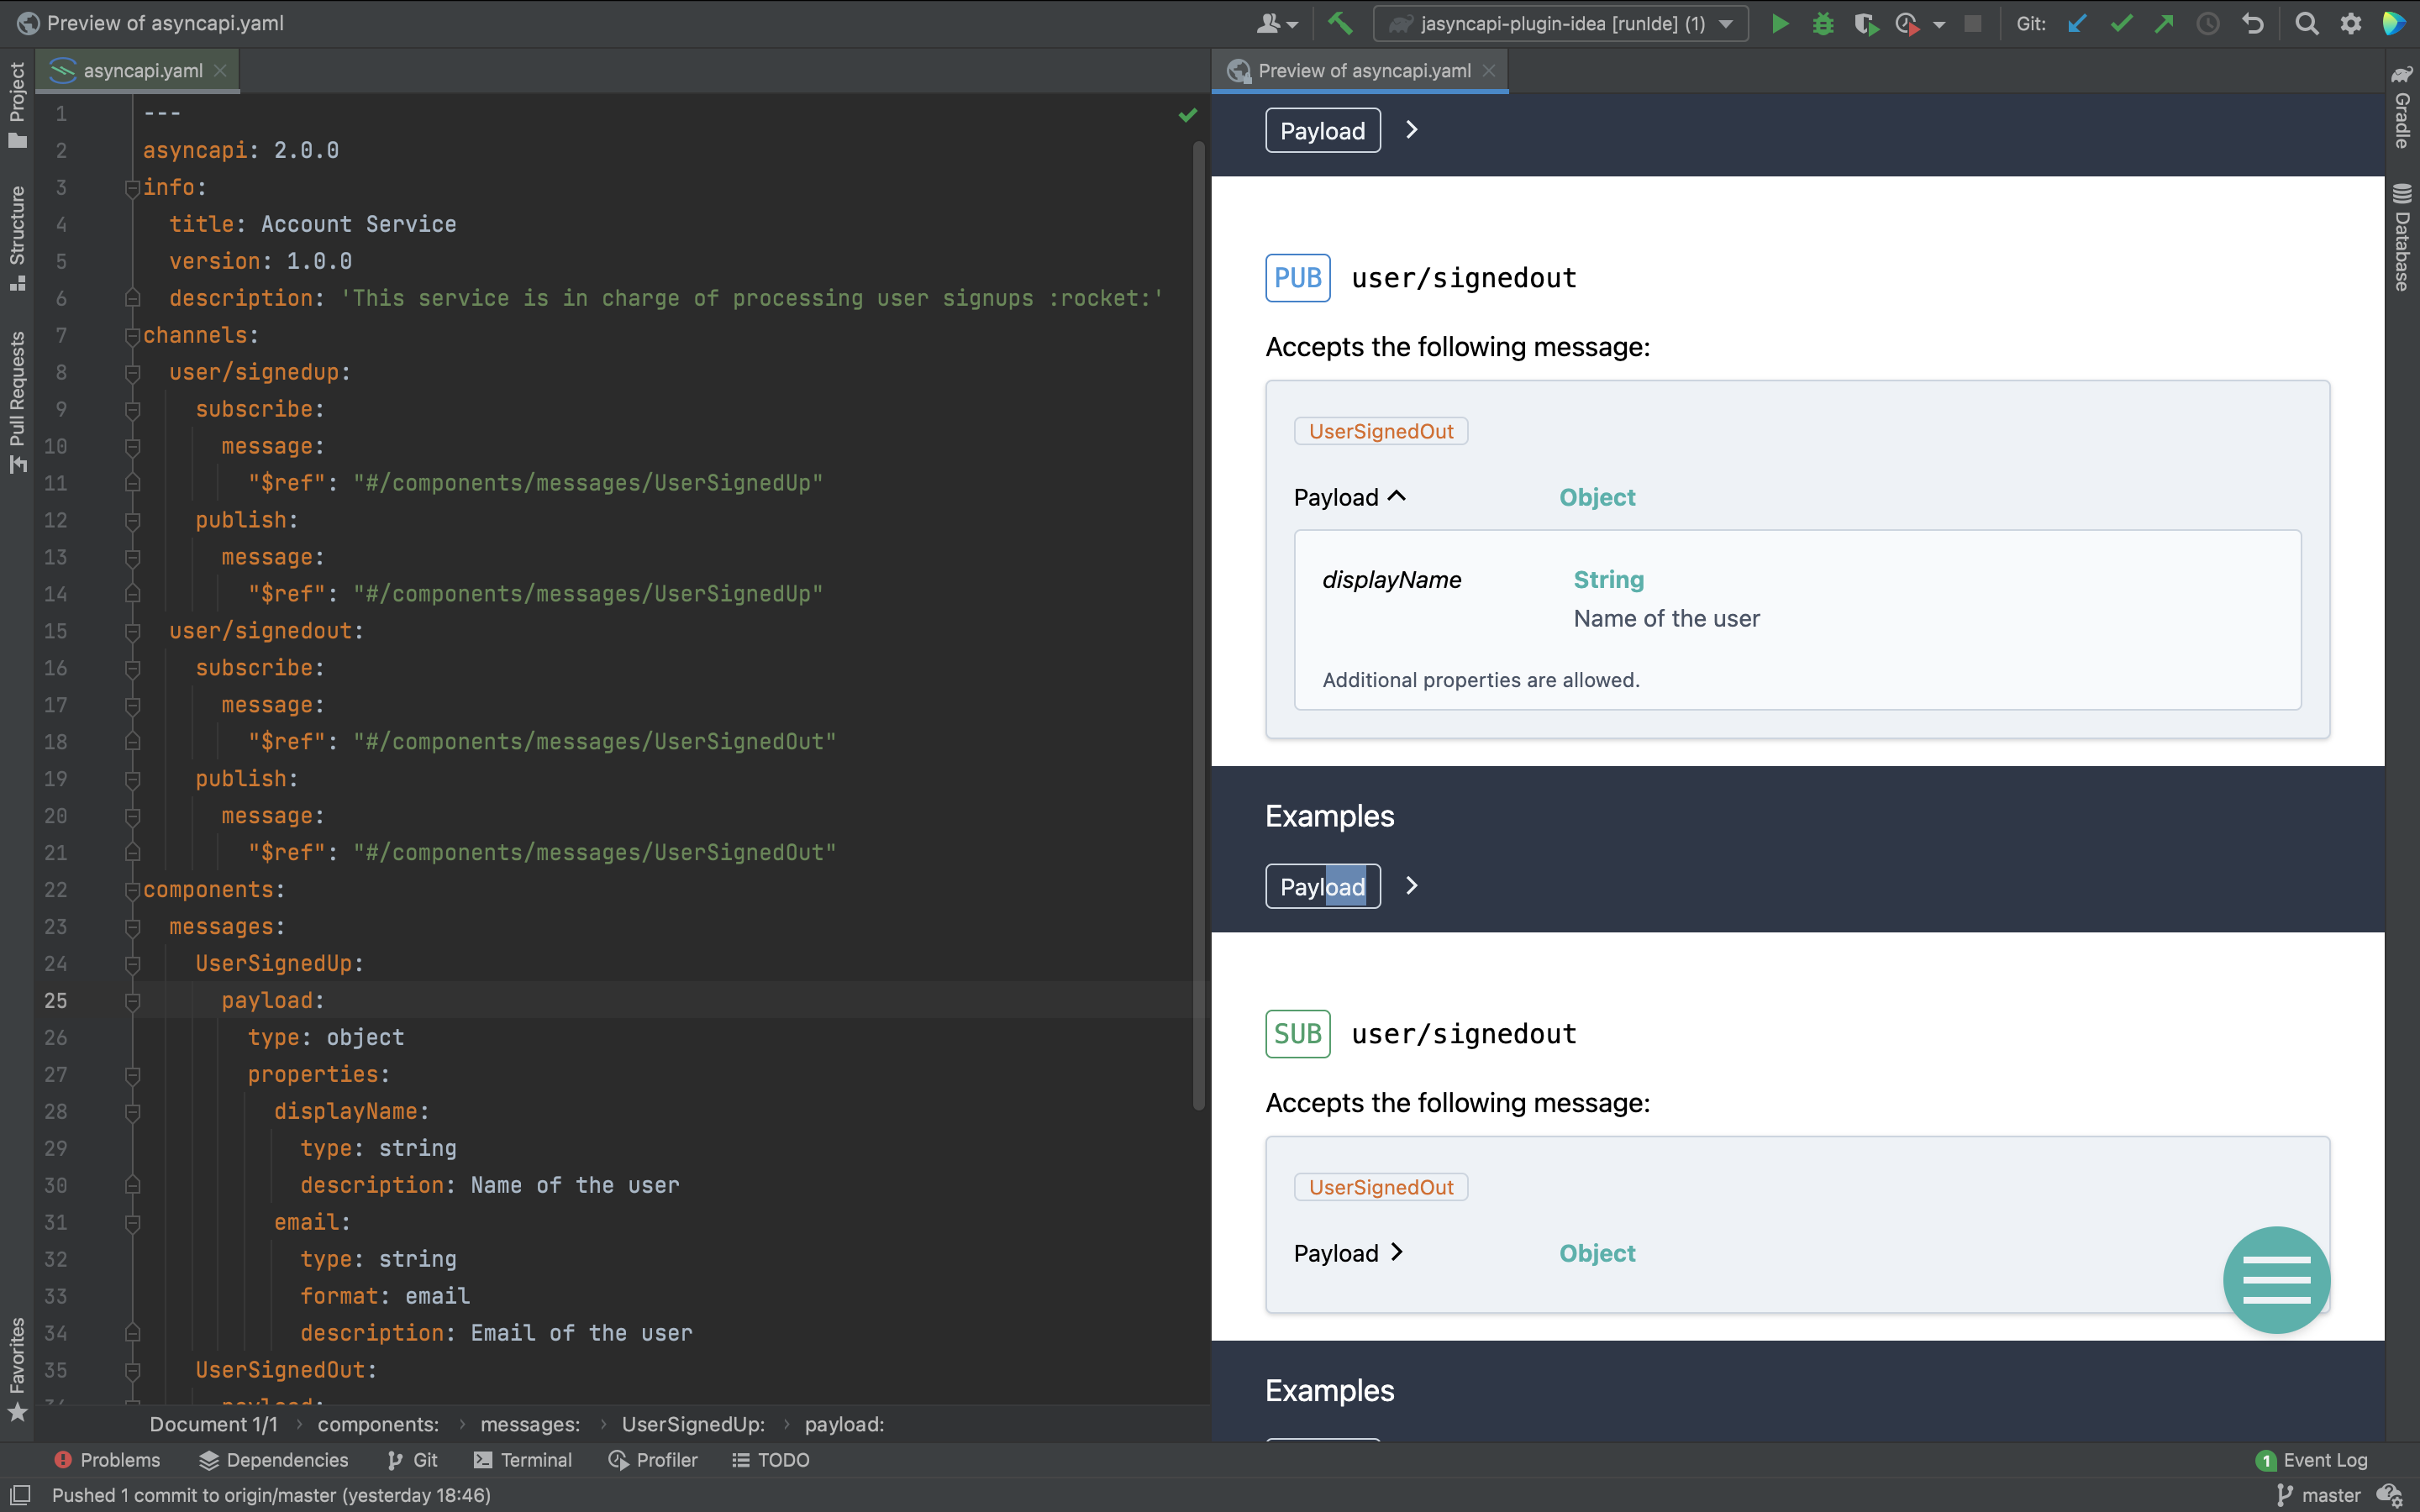 Preview of asyncapi.yaml
jasyncapi-plugin-idea [runIde] (1)
Git:
asyncapi.yaml
Preview of asyncapi.yaml
Project
Structure
Pull Requests
Favorites
1 ---
2 asyncapi: 2.0.0
3 info:
4 title: Account Service
5 version: 1.0.0
6 description: 'This service is in charge of processing user signups :rocket:'
7 channels:
8 user/signedup:
9 subscribe:
10 message:
11 "$ref": "#/components/messages/UserSignedUp"
12 publish:
13 message:
14 "$ref": "#/components/messages/UserSignedUp"
15 user/signedout:
16 subscribe:
17 message:
18 "$ref": "#/components/messages/UserSignedOut"
19 publish:
20 message:
21 "$ref": "#/components/messages/UserSignedOut"
22 components:
23 messages:
24 UserSignedUp:
25 payload:
26 type: object
27 properties:
28 displayName:
29 type: string
30 description: Name of the user
31 email:
32 type: string
33 format: email
34 description: Email of the user
35 UserSignedOut:
Document 1/1 › components: › messages: › UserSignedUp: › payload:
Payload
PUB user/signedout
Accepts the following message:
UserSignedOut
Payload Object
displayName String
Name of the user
Additional properties are allowed.
Examples
Payload
SUB user/signedout
Accepts the following message:
UserSignedOut
Payload Object
Examples
Gradle
Database
Problems Dependencies Git Terminal Profiler TODO
1 Event Log
Pushed 1 commit to origin/master (yesterday 18:46)
master